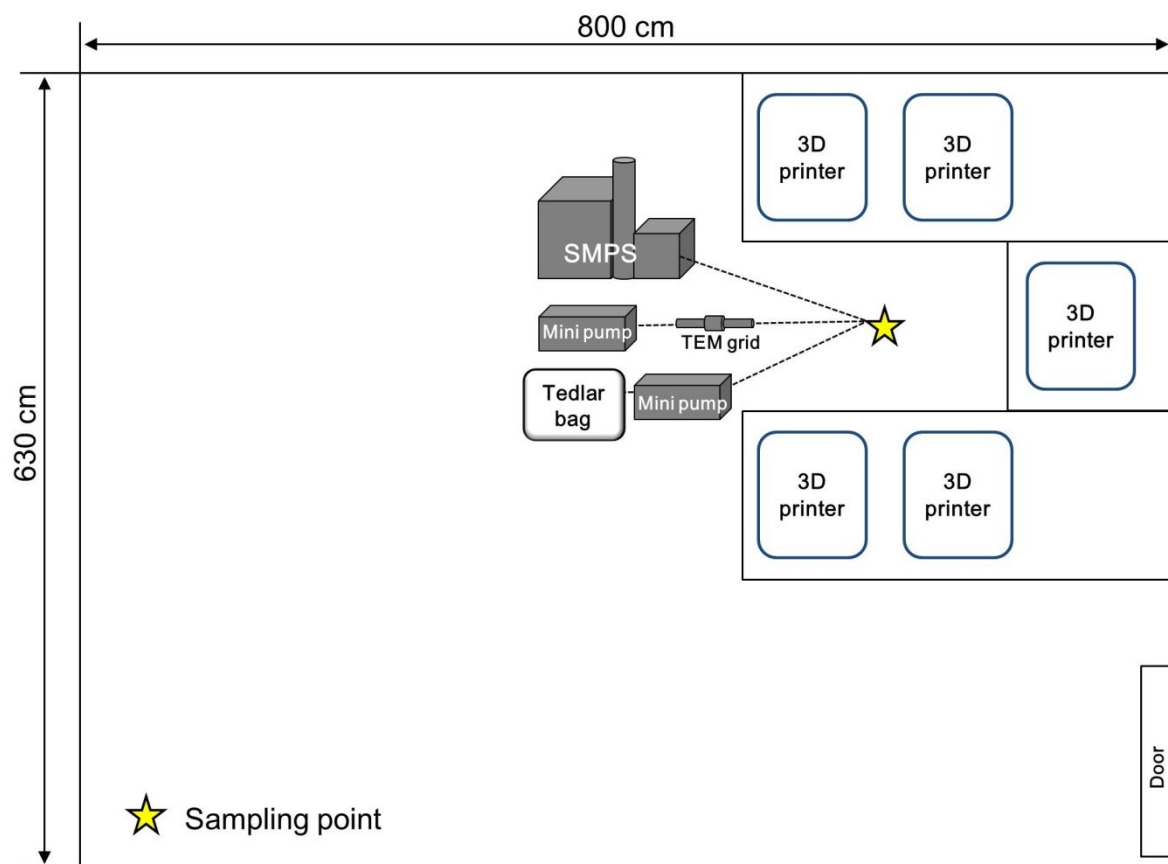 800 cm
630 cm
3D
printer
3D
printer
SMPS
3D
printer
Mini pump
TEM grid
Tedlar
bag
Mini pump
3D
printer
3D
printer
Door
Sampling point